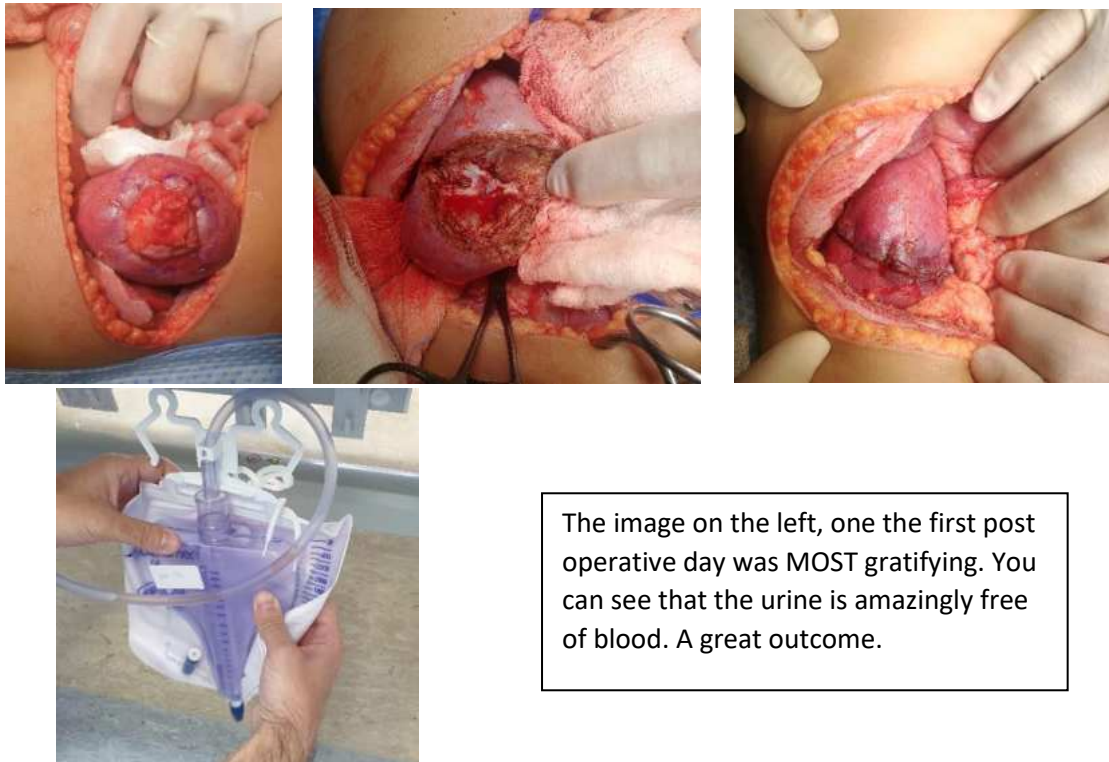 The image on the left, one the first post
operative day was MOST gratifying. You
can see that the urine is amazingly free
of blood. A great outcome.